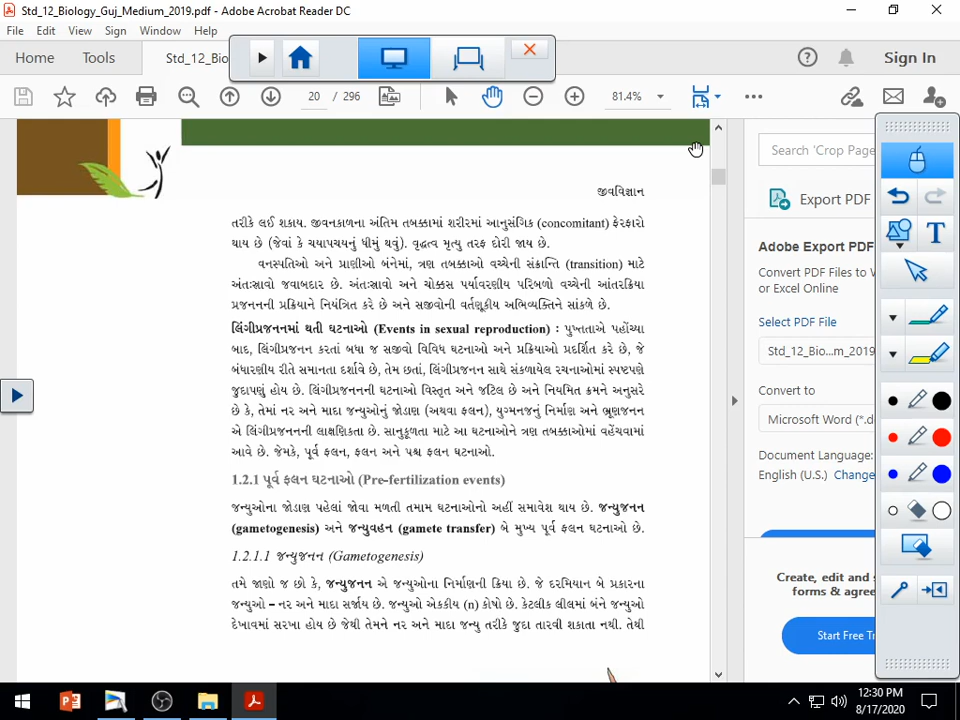 Std_12_Biology_Guj_Medium_2019.pdf - Adobe Acrobat Reader DC
File Edit View Sign Window Help
Home Tools Std_12_Bio Sign In
20 / 296 81.4%
જીવવિજ્ઞાન
તરીકે લઈ શકાય. જીવનકાળના અંતિમ તબક્કામાં શરીરમાં આનુસંગિક (concomitant) ફેરફારો
થાય છે (જેવાં કે ચયાપચયનું ધીમું થવું). વૃદ્ધત્વ મૃત્યુ તરફ દોરી જાય છે.
વનસ્પતિઓ અને પ્રાણીઓ બંનેમાં, ત્રણ તબક્કાઓ વચ્ચેની સંક્રાન્તિ (transition) માટે
અંતઃસ્રાવો જવાબદાર છે. અંતઃસ્રાવો અને ચોક્કસ પર્યાવરણીય પરિબળો વચ્ચેની આંતરક્રિયા
પ્રજનનની પ્રક્રિયાને નિયંત્રિત કરે છે અને સજીવોની વર્તણૂકીય અભિવ્યક્તિને સાંકળે છે.
લિંગીપ્રજનનમાં થતી ઘટનાઓ (Events in sexual reproduction) : પુખ્તતાએ પહોંચ્યા
બાદ, લિંગીપ્રજનન કરતાં બધા જ સજીવો વિવિધ ઘટનાઓ અને પ્રક્રિયાઓ પ્રદર્શિત કરે છે, જે
બંધારણીય રીતે સમાનતા દર્શાવે છે, તેમ છતાં, લિંગીપ્રજનન સાથે સંકળાયેલ રચનાઓમાં સ્પષ્ટપણે
જુદાપણું હોય છે. લિંગીપ્રજનનની ઘટનાઓ વિસ્તૃત અને જટિલ છે અને નિયમિત ક્રમને અનુસરે
છે કે, તેમાં નર અને માદા જન્યુઓનું જોડાણ (અથવા ફલન), યુગ્મનજનું નિર્માણ અને ભ્રૂણજનન
એ લિંગીપ્રજનનની લાક્ષણિકતા છે. સાનુકૂળતા માટે આ ઘટનાઓને ત્રણ તબક્કાઓમાં વહેંચવામાં
આવે છે. જેમકે, પૂર્વ ફલન, ફલન અને પશ્ચ ફલન ઘટનાઓ.
1.2.1 પૂર્વ ફલન ઘટનાઓ (Pre-fertilization events)
જન્યુઓના જોડાણ પહેલાં જોવા મળતી તમામ ઘટનાઓનો અહીં સમાવેશ થાય છે. જન્યુજનન
(gametogenesis) અને જન્યુવહન (gamete transfer) બે મુખ્ય પૂર્વ ફલન ઘટનાઓ છે.
1.2.1.1 જન્યુજનન (Gametogenesis)
તમે જાણો જ છો કે, જન્યુજનન એ જન્યુઓના નિર્માણની ક્રિયા છે. જે દરમિયાન બે પ્રકારના
જન્યુઓ – નર અને માદા સર્જાય છે. જન્યુઓ એકકીય (n) કોષો છે. કેટલીક લીલમાં બંને જન્યુઓ
દેખાવમાં સરખા હોય છે જેથી તેમને નર અને માદા જન્યુ તરીકે જુદા તારવી શકાતા નથી. તેથી
Search 'Crop Page
Export PDF
Adobe Export PDF
Convert PDF Files to W
or Excel Online
Select PDF File
Std_12_Bio...m_2019
Convert to
Microsoft Word (*.d
Document Language:
English (U.S.) Change
Create, edit and s
forms & agree
Start Free Tr
12:30 PM
8/17/2020